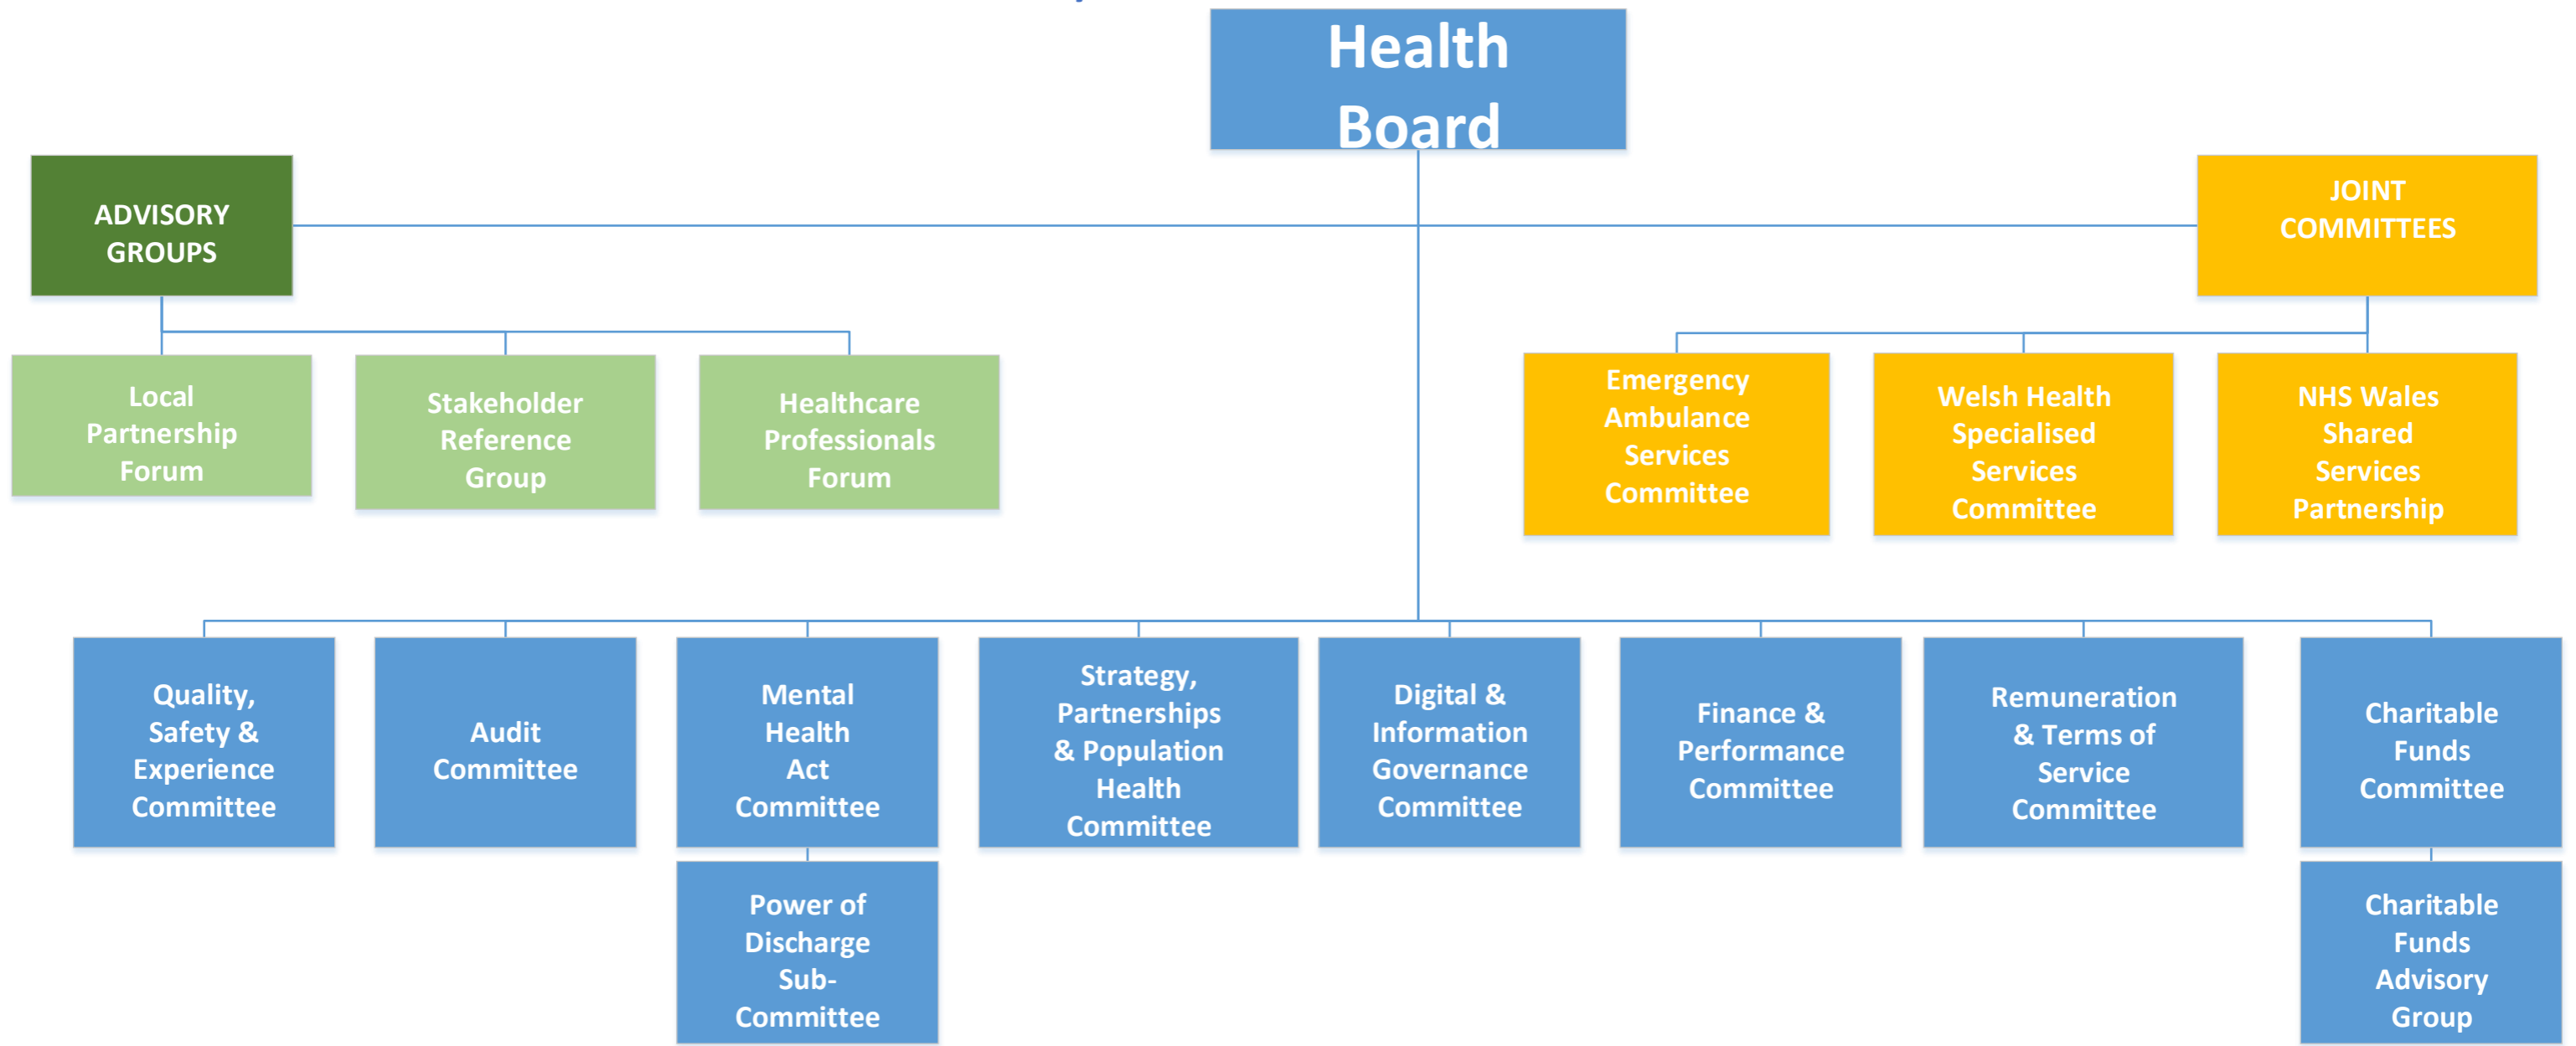 Health
Board
ADVISORY
GROUPS
JOINT
COMMITTEES
Local
Partnership
Forum
Stakeholder
Reference
Group
Healthcare
Professionals
Forum
Emergency
Ambulance
Services
Committee
Welsh Health
Specialised
Services
Committee
NHS Wales
Shared
Services
Partnership
Quality,
Safety &
Experience
Committee
Audit
Committee
Mental
Health
Act
Committee
Strategy,
Partnerships
& Population
Health
Committee
Digital &
Information
Governance
Committee
Finance &
Performance
Committee
Remuneration
& Terms of
Service
Committee
Charitable
Funds
Committee
Power of
Discharge
Sub-
Committee
Charitable
Funds
Advisory
Group